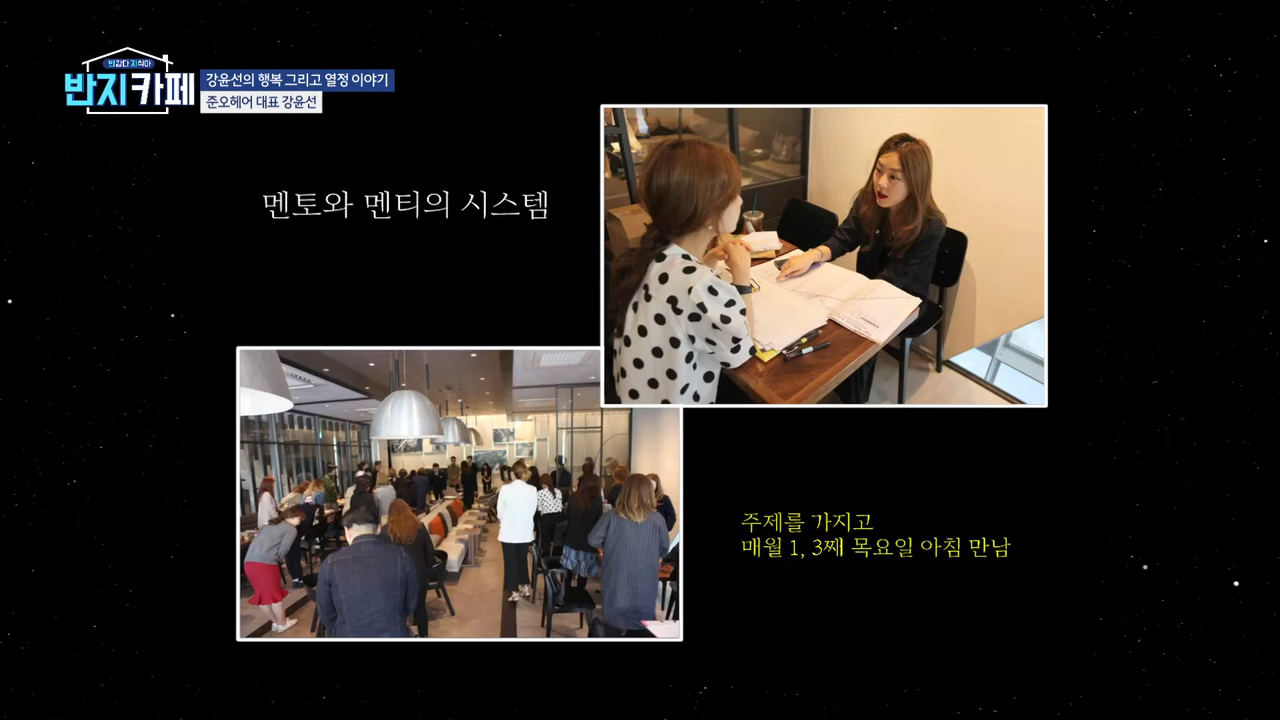 반갑다 지식아
반지 카페
강윤선의 행복 그리고 열정 이야기
준오헤어 대표 강윤선
멘토와 멘티의 시스템
주제를 가지고
매월 1, 3째 목요일 아침 만남